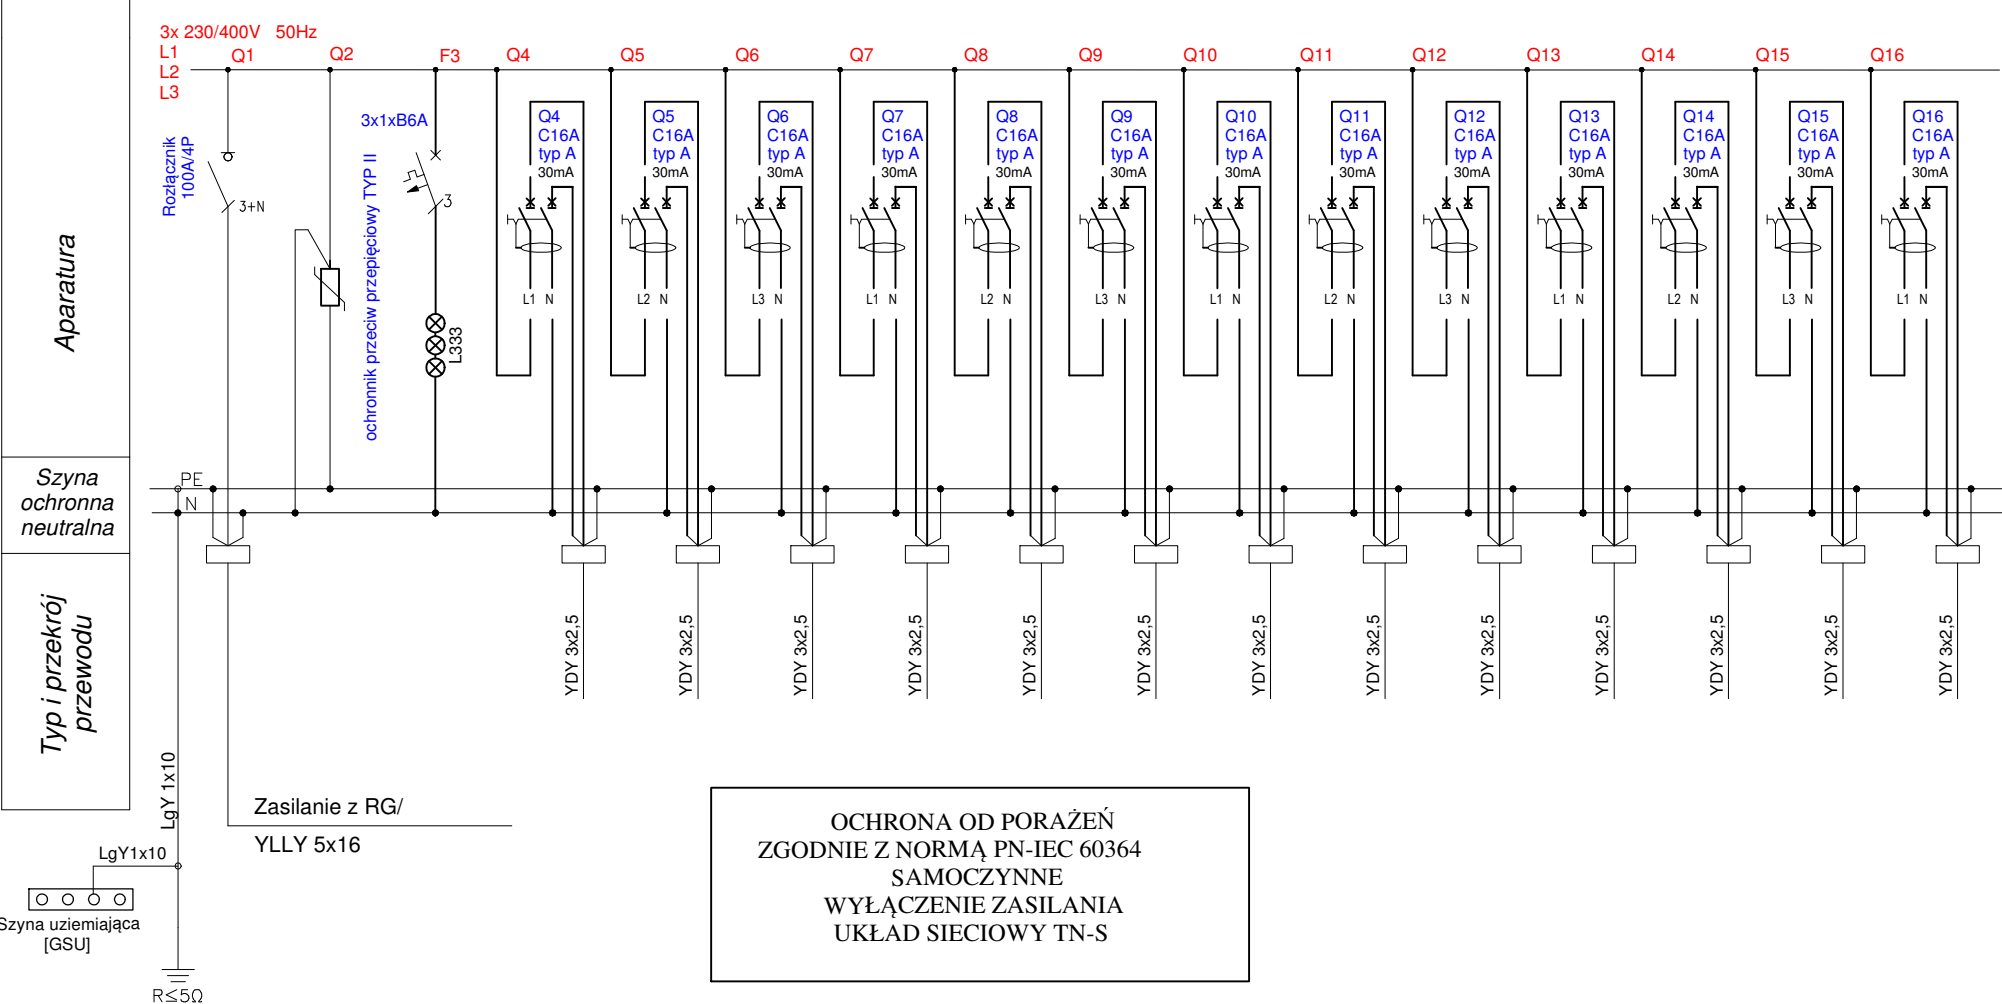 3x 230/400V 50Hz
L1
L2
L3
Q1
Q2
F3
Q4
Q5
Q6
Q7
Q8
Q9
Q10
Q11
Q12
Q13
Q14
Q15
Q16
Aparatura
Rozłącznik
100A/4P
3+N
ochronnik przeciw przepięciowy TYP II
3x1xB6A
3
L333
Q4
C16A
typ A
30mA
L1 N
Q5
C16A
typ A
30mA
L2 N
Q6
C16A
typ A
30mA
L3 N
Q7
C16A
typ A
30mA
L1 N
Q8
C16A
typ A
30mA
L2 N
Q9
C16A
typ A
30mA
L3 N
Q10
C16A
typ A
30mA
L1 N
Q11
C16A
typ A
30mA
L2 N
Q12
C16A
typ A
30mA
L3 N
Q13
C16A
typ A
30mA
L1 N
Q14
C16A
typ A
30mA
L2 N
Q15
C16A
typ A
30mA
L3 N
Q16
C16A
typ A
30mA
L1 N
Szyna
ochronna
neutralna
PE
N
Typ i przekrój
przewodu
YDY 3x2,5
YDY 3x2,5
YDY 3x2,5
YDY 3x2,5
YDY 3x2,5
YDY 3x2,5
YDY 3x2,5
YDY 3x2,5
YDY 3x2,5
YDY 3x2,5
YDY 3x2,5
YDY 3x2,5
YDY 3x2,5
LgY 1x10
Zasilanie z RG/
YLLY 5x16
LgY1x10
Szyna uziemiająca
[GSU]
R≤5Ω
OCHRONA OD PORAŻEŃ
ZGODNIE Z NORMĄ PN-IEC 60364
SAMOCZYNNE
WYŁĄCZENIE ZASILANIA
UKŁAD SIECIOWY TN-S